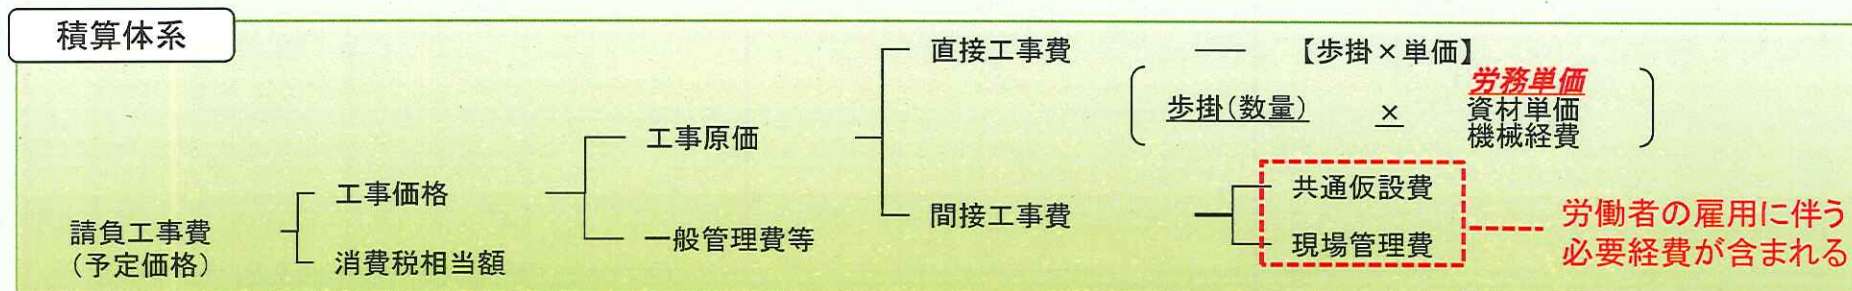 積算体系
直接工事費
【歩掛×単価】
歩掛(数量) × 労務単価
資材単価
機械経費
工事原価
工事価格
共通仮設費
間接工事費
労働者の雇用に伴う
必要経費が含まれる
請負工事費
(予定価格)
一般管理費等
現場管理費
消費税相当額